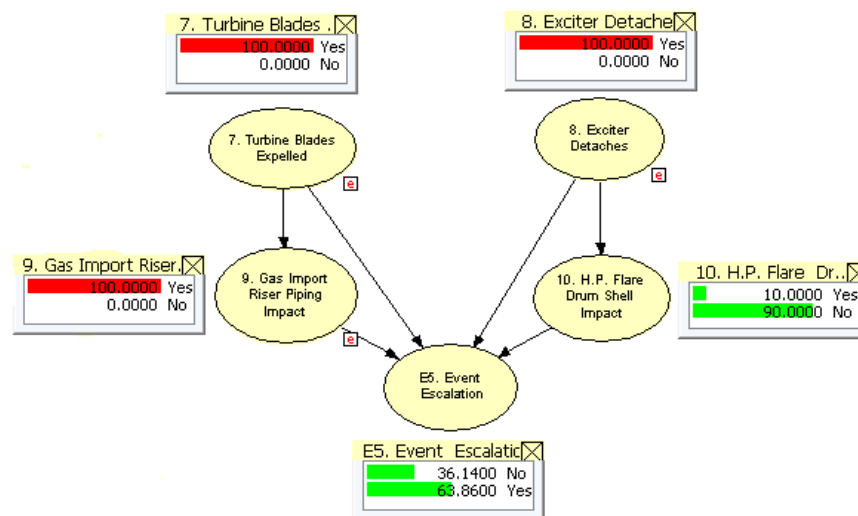 7. Turbine Blades .
100.0000 Yes
0.0000 No
8. Exciter Detache
100.0000 Yes
0.0000 No
7. Turbine Blades
Expelled
e
8. Exciter
Detaches
e
9. Gas Import Riser.
100.0000 Yes
0.0000 No
9. Gas Import
Riser Piping
Impact
e
10. H.P. Flare
Drum Shell
Impact
10. H.P. Flare Dr..
10.0000 Yes
90.0000 No
E5. Event
Escalation
E5. Event Escalatic
36.1400 No
63.8600 Yes